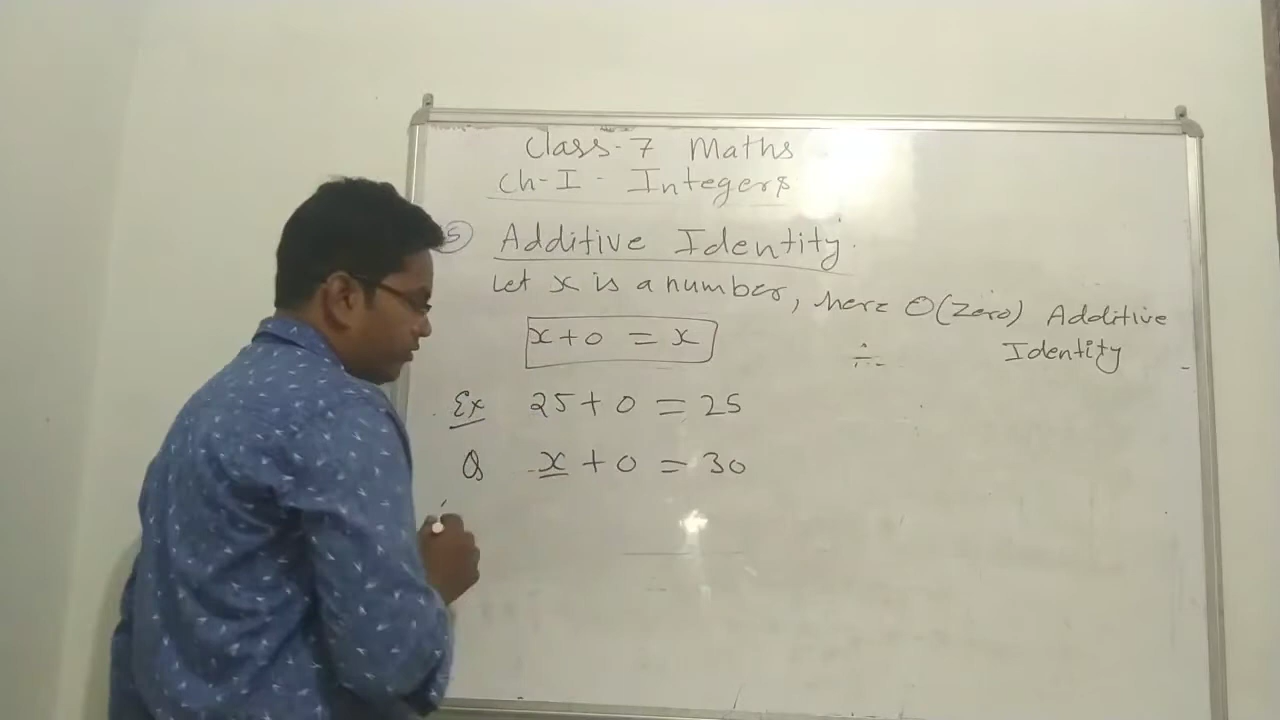 Class-7 Maths
Ch-I - Integers
5 Additive Identity.
Let x is a number, here 0(Zero) Additive Identity
x+0 = x
Ex 25+0 = 25
Q x+0 = 30